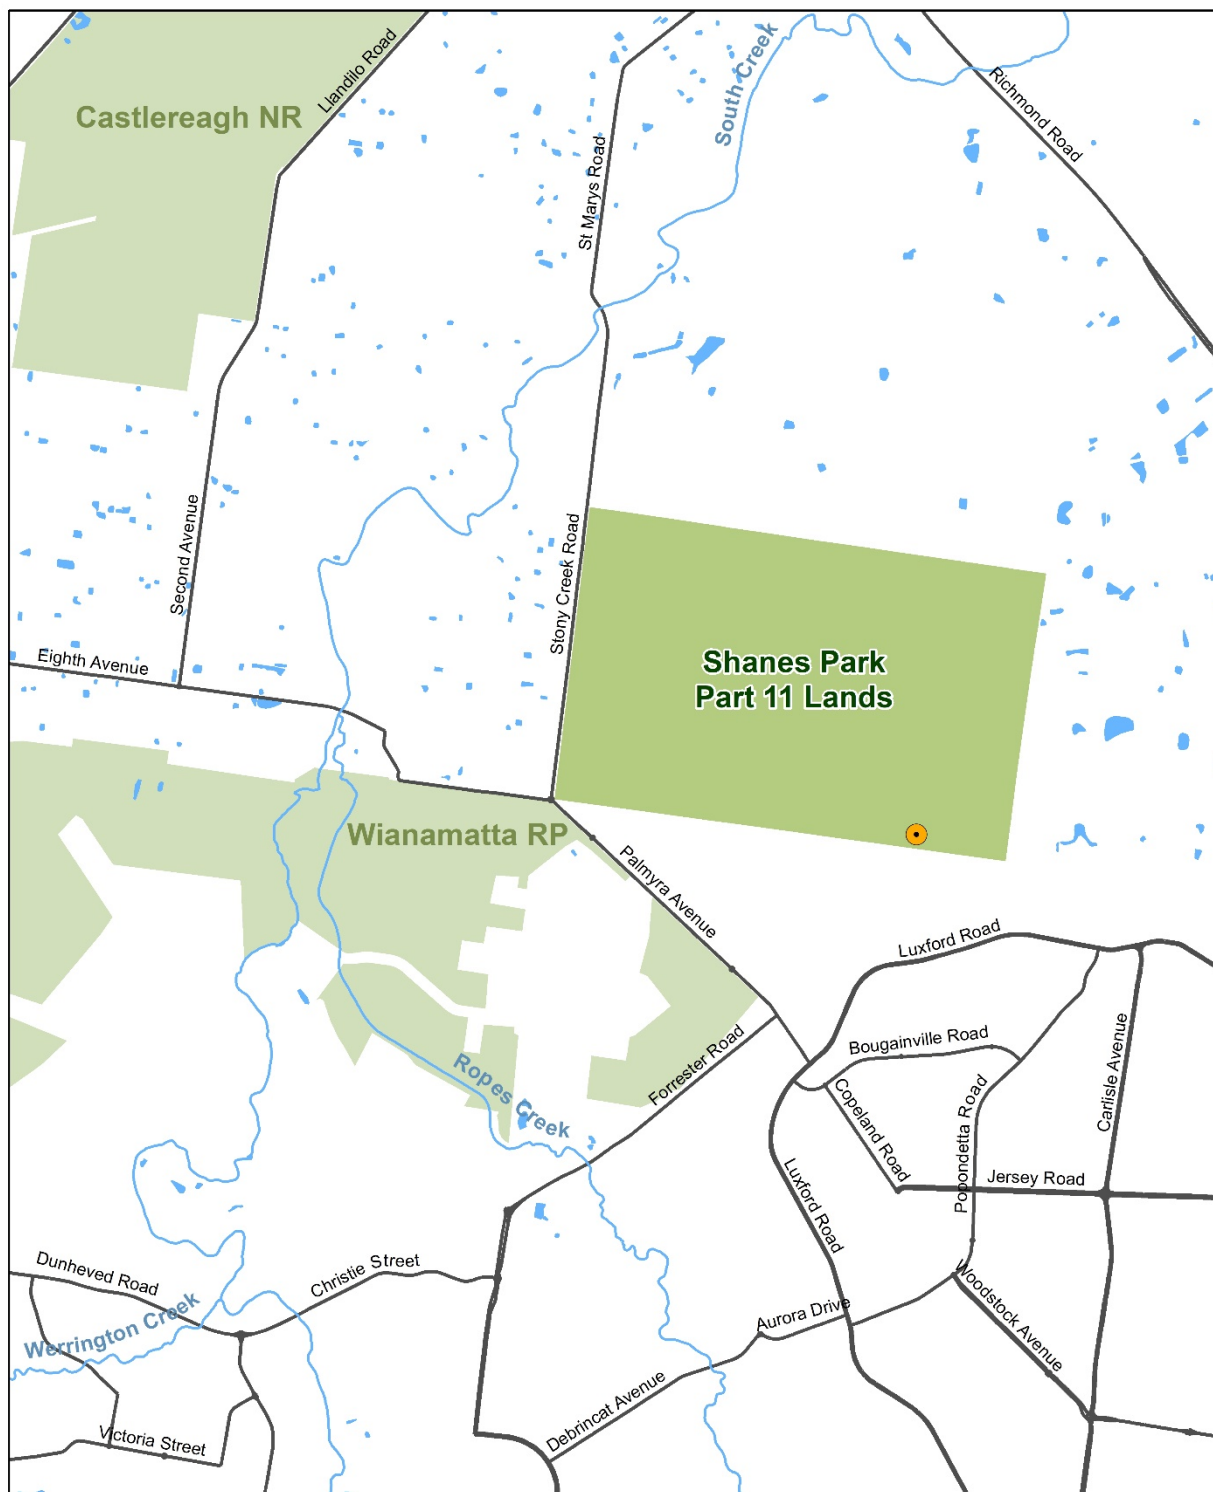 Llandilo Road
South Creek
Richmond Road
Castlereagh NR
St Marys Road
Second Avenue
Stony Creek Road
Eighth Avenue
Shanes Park
Part 11 Lands
Wianamatta RP
Palmyra Avenue
Luxford Road
Bougainville Road
Forrester Road
Ropes Creek
Copeland Road
Popondetta Road
Carlisle Avenue
Jersey Road
Luxford Road
Dunheved Road
Christie Street
Werrington Creek
Aurora Drive
Woodstock Avenue
Debrincat Avenue
Victoria Street